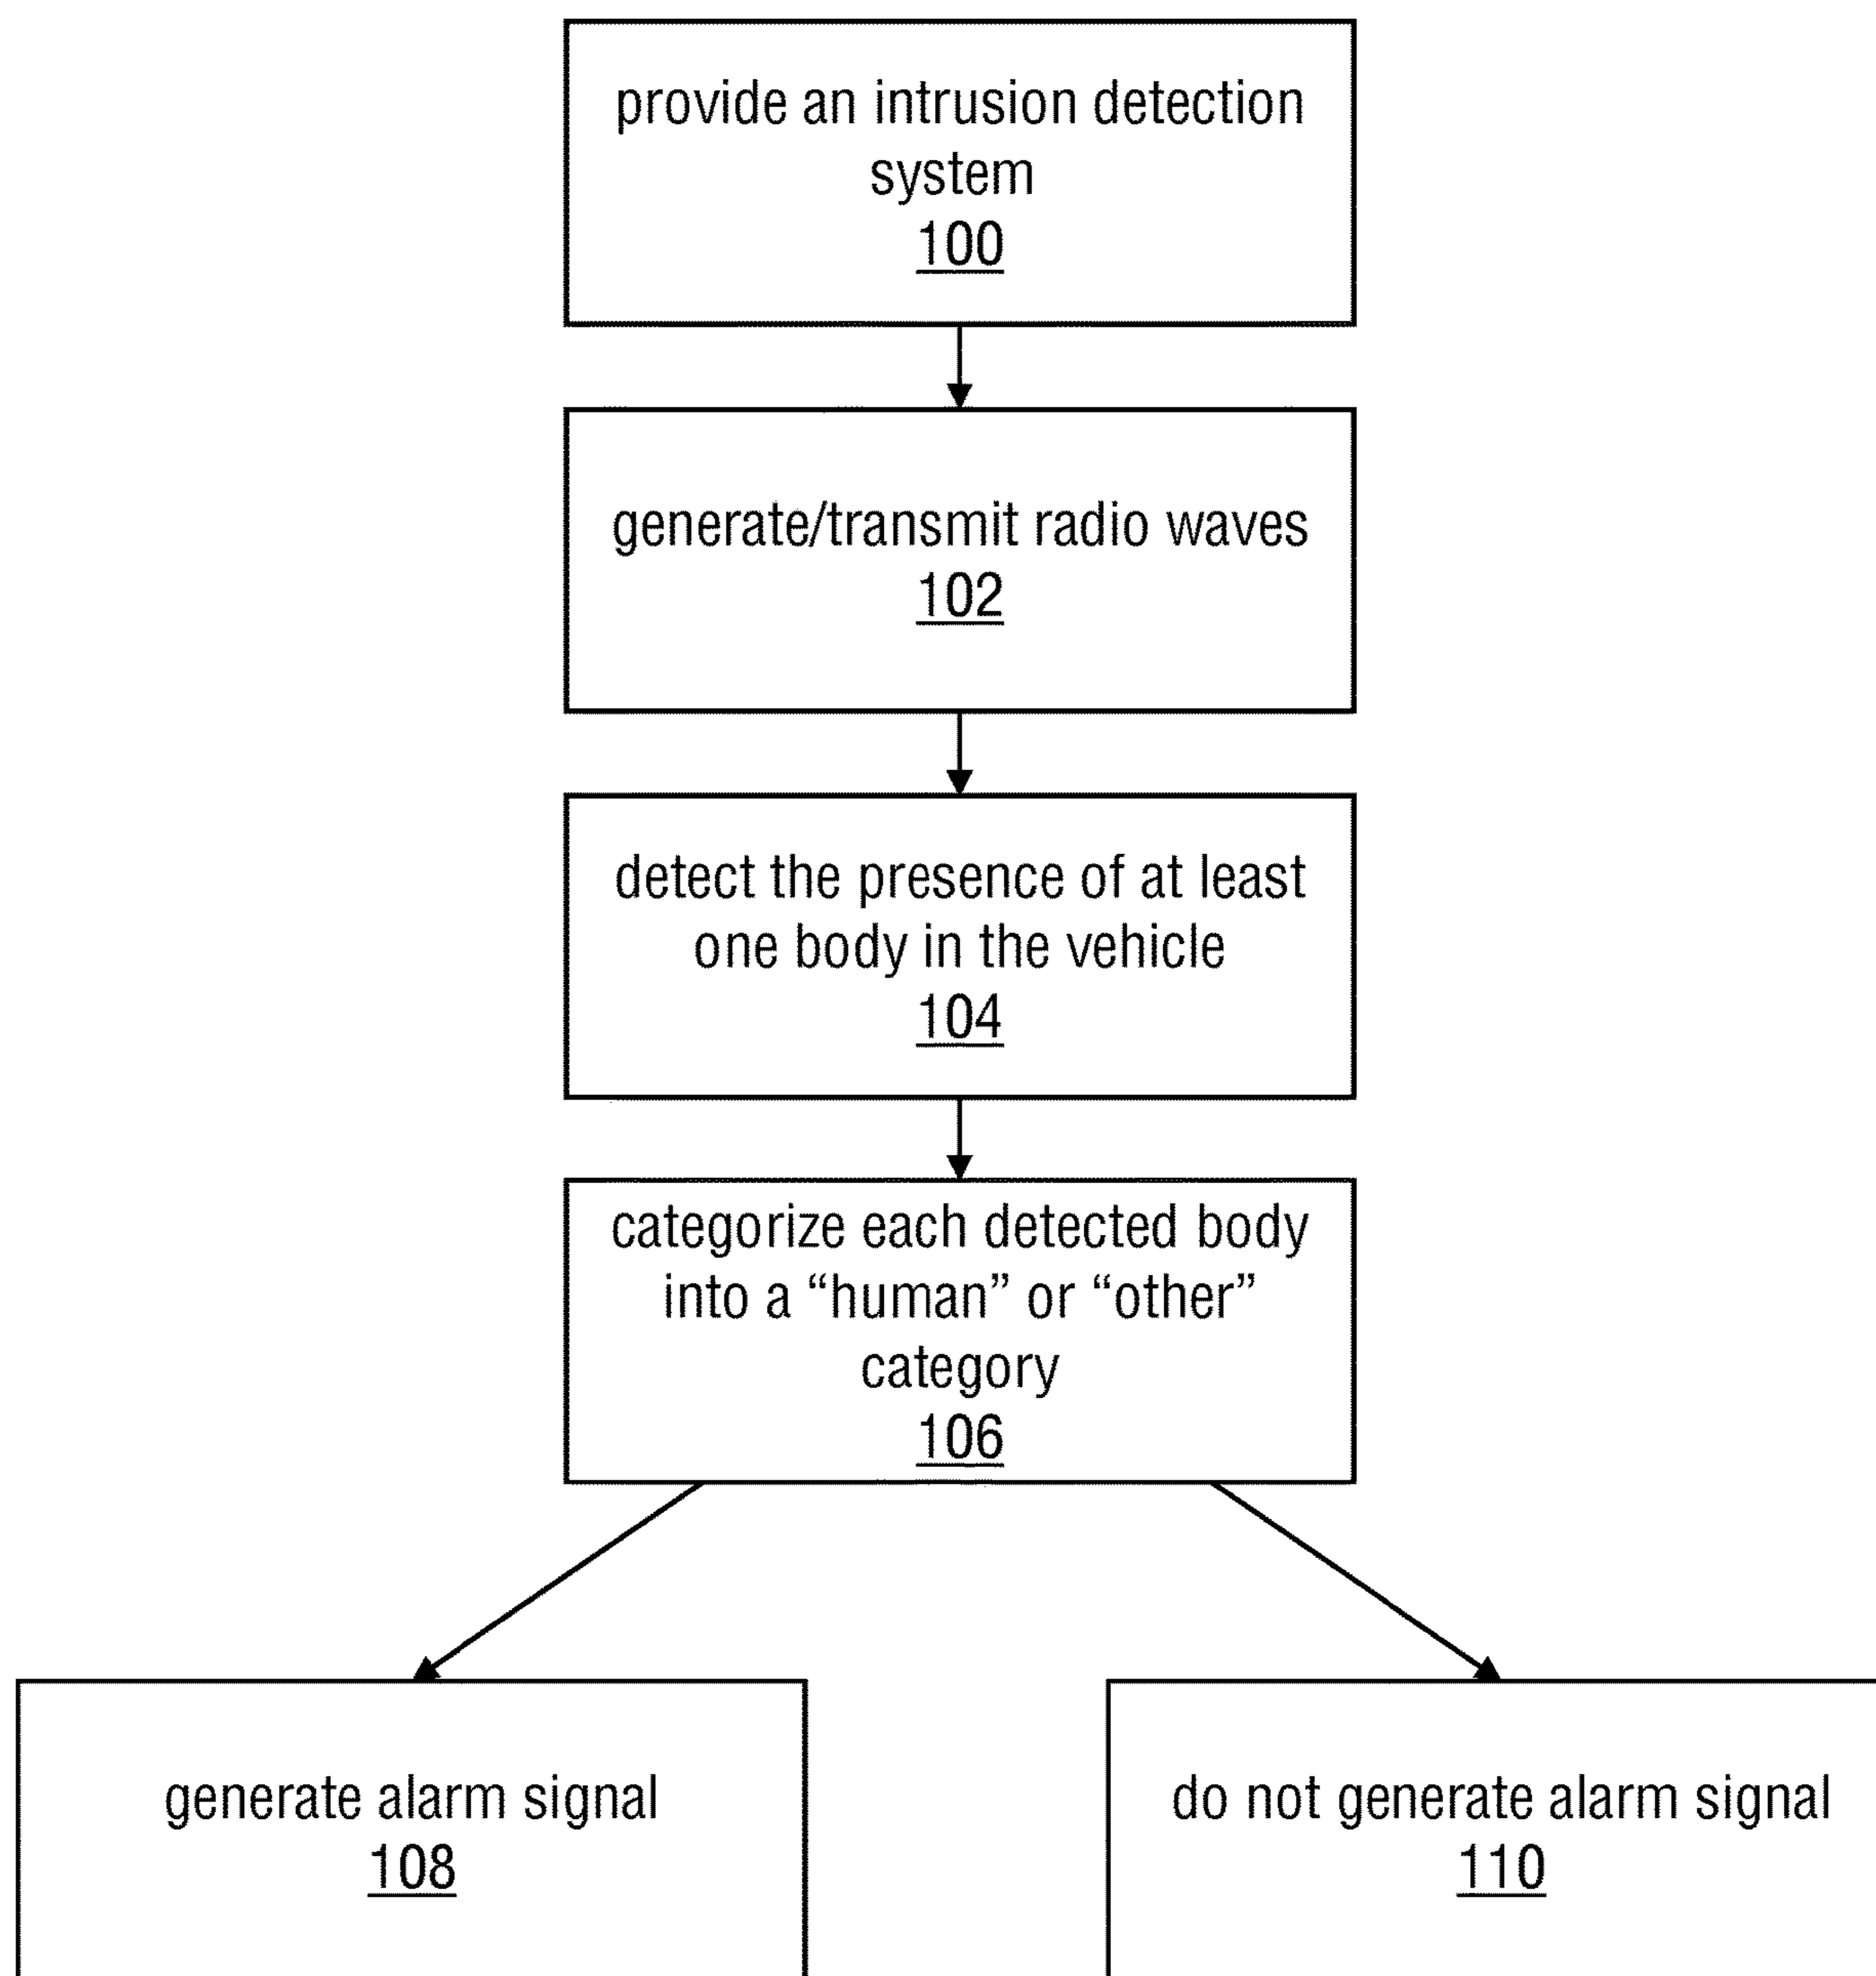 provide an intrusion detection
system
100
generate/transmit radio waves
102
detect the presence of at least
one body in the vehicle
104
categorize each detected body
into a “human” or “other”
category
106
generate alarm signal
108
do not generate alarm signal
110